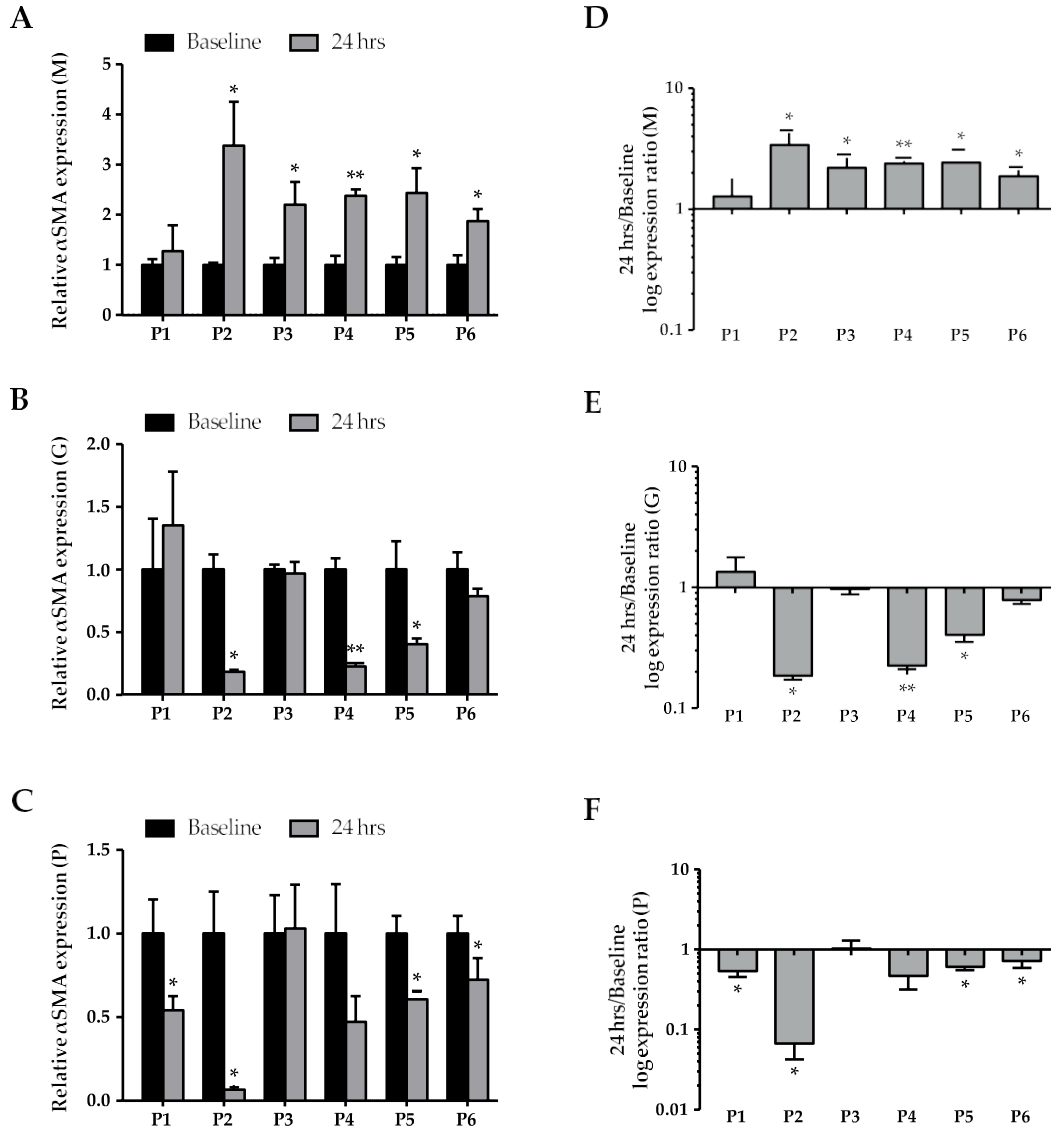 A
Baseline 24 hrs
Relative αSMA expression (M)
5
4
3
2
1
0
* * ** * *
P1 P2 P3 P4 P5 P6
D
24 hrs/Baseline
log expression ratio (M)
10
1
0.1
* * ** * *
P1 P2 P3 P4 P5 P6
B
Baseline 24 hrs
Relative αSMA expression (G)
2.0
1.5
1.0
0.5
0.0
* ** *
P1 P2 P3 P4 P5 P6
E
24 hrs/Baseline
log expression ratio (G)
10
1
0.1
* ** *
P1 P2 P3 P4 P5 P6
C
Baseline 24 hrs
Relative αSMA expression (P)
1.5
1.0
0.5
0.0
* * * *
P1 P2 P3 P4 P5 P6
F
24 hrs/Baseline
log expression ratio (P)
10
1
0.1
0.01
* * * *
P1 P2 P3 P4 P5 P6